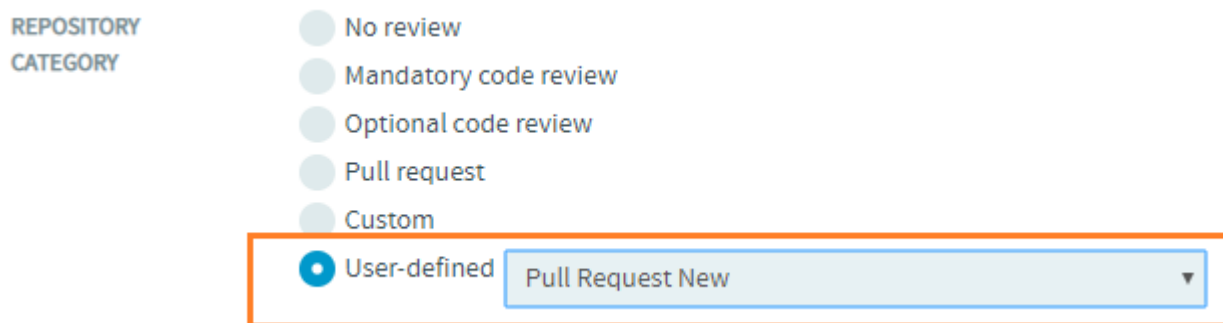 REPOSITORY
CATEGORY
No review
Mandatory code review
Optional code review
Pull request
Custom
User-defined Pull Request New